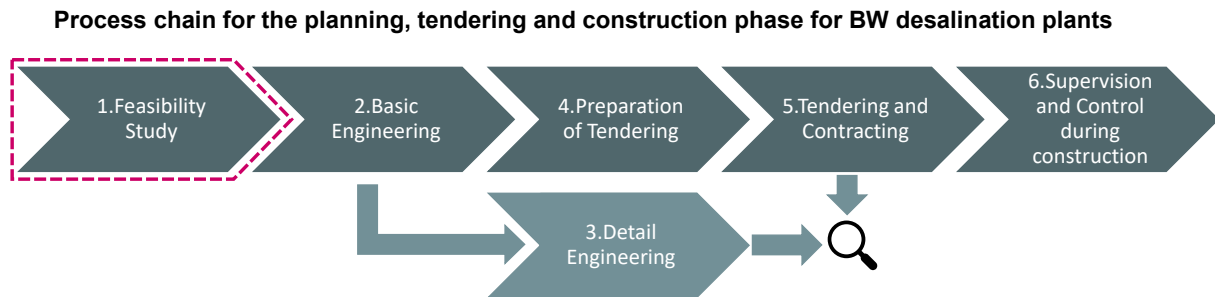 Process chain for the planning, tendering and construction phase for BW desalination plants
1.Feasibility
Study
2.Basic
Engineering
4.Preparation
of Tendering
5.Tendering and
Contracting
6.Supervision
and Control
during
construction
3.Detail
Engineering